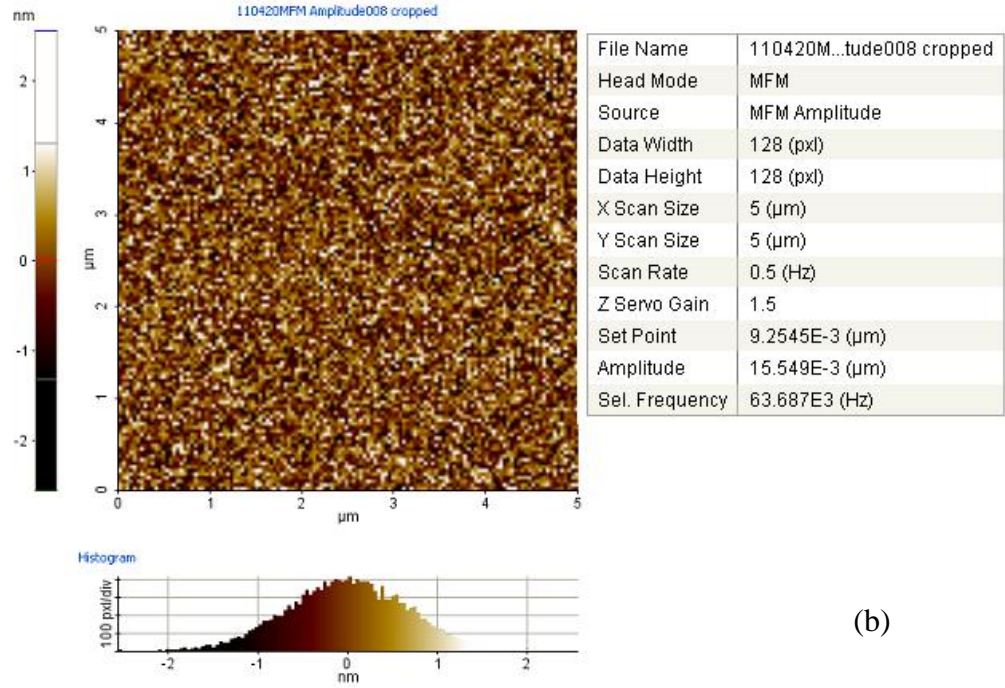 110420MFM Amplitude008 cropped
nm
2
1
0
-1
-2
5
4
3
2
1
0
µm
0 1 2 3 4 5
µm
File Name 110420M...tude008 cropped
Head Mode MFM
Source MFM Amplitude
Data Width 128 (pxl)
Data Height 128 (pxl)
X Scan Size 5 (µm)
Y Scan Size 5 (µm)
Scan Rate 0.5 (Hz)
Z Servo Gain 1.5
Set Point 9.2545E-3 (µm)
Amplitude 15.549E-3 (µm)
Sel. Frequency 63.687E3 (Hz)
Histogram
100 pxl/div
-2 -1 0 1 2
nm
(b)